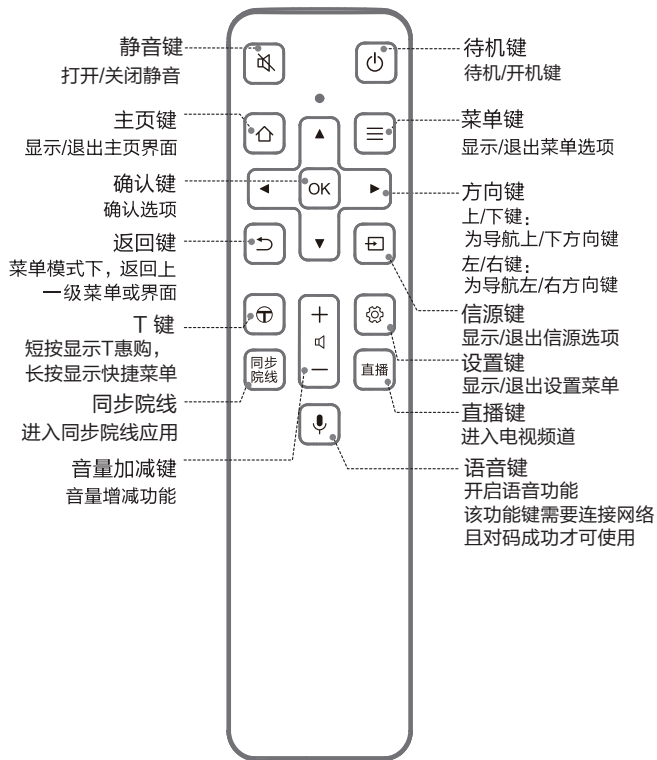 静音键
打开/关闭静音
主页键
显示/退出主页界面
确认键
确认选项
返回键
菜单模式下，返回上
一级菜单或界面
T 键
短按显示T惠购，
长按显示快捷菜单
同步院线
进入同步院线应用
音量加减键
音量增减功能
OK
同步
院线
直播
待机键
待机/开机键
菜单键
显示/退出菜单选项
方向键
上/下键：
为导航上/下方向键
左/右键：
为导航左/右方向键
信源键
显示/退出信源选项
设置键
显示/退出设置菜单
直播键
进入电视频道
语音键
开启语音功能
该功能键需要连接网络
且对码成功才可使用